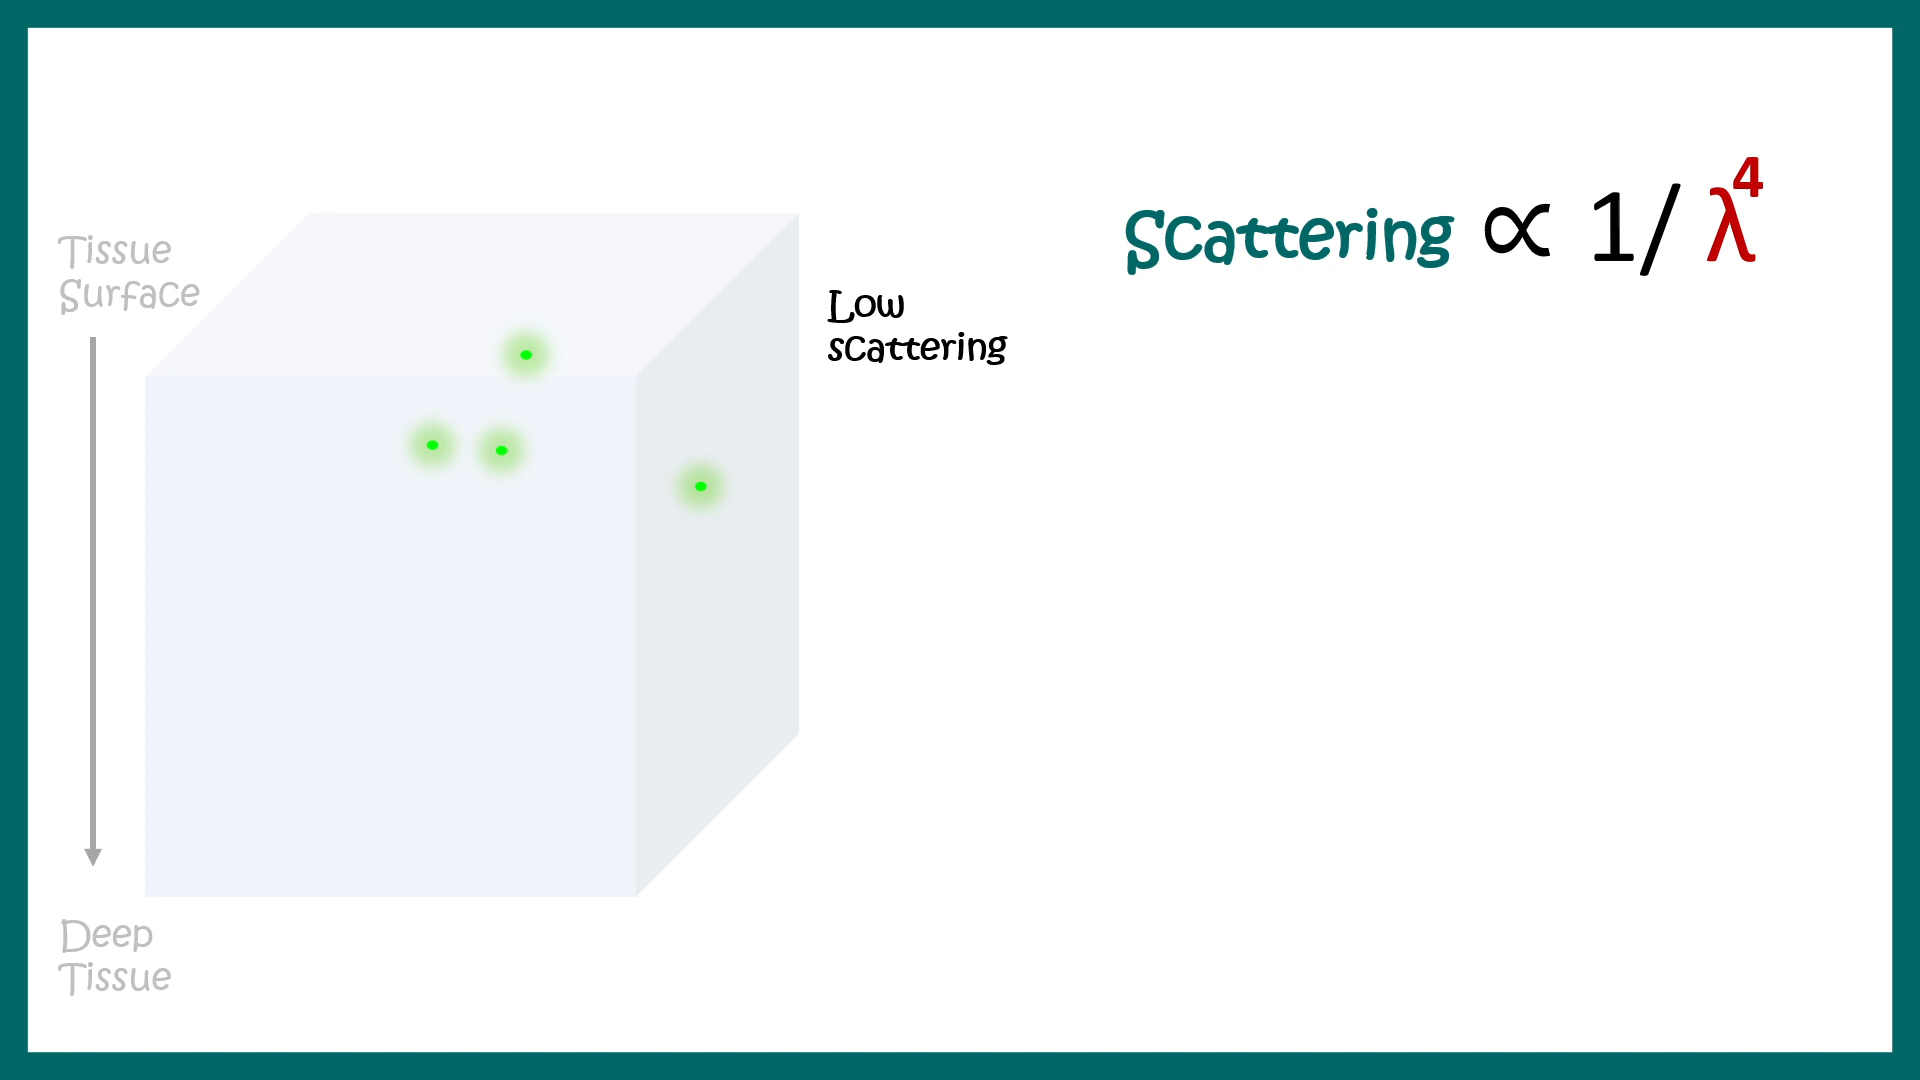 Tissue
Surface
Low
scattering
Scattering ∝ 1/ λ⁴
Deep
Tissue